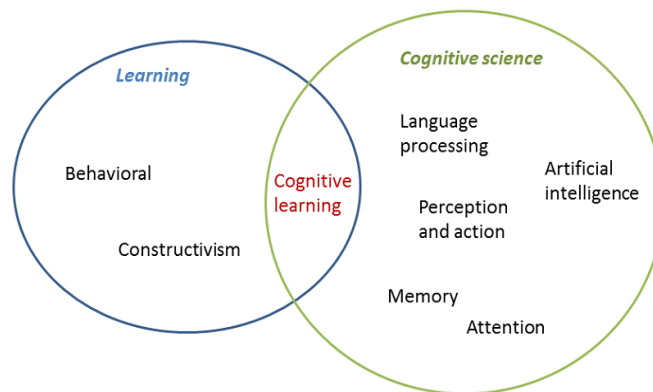 Learning
Cognitive science
Language
processing
Behavioral
Cognitive
learning
Artificial
intelligence
Perception
and action
Constructivism
Memory
Attention